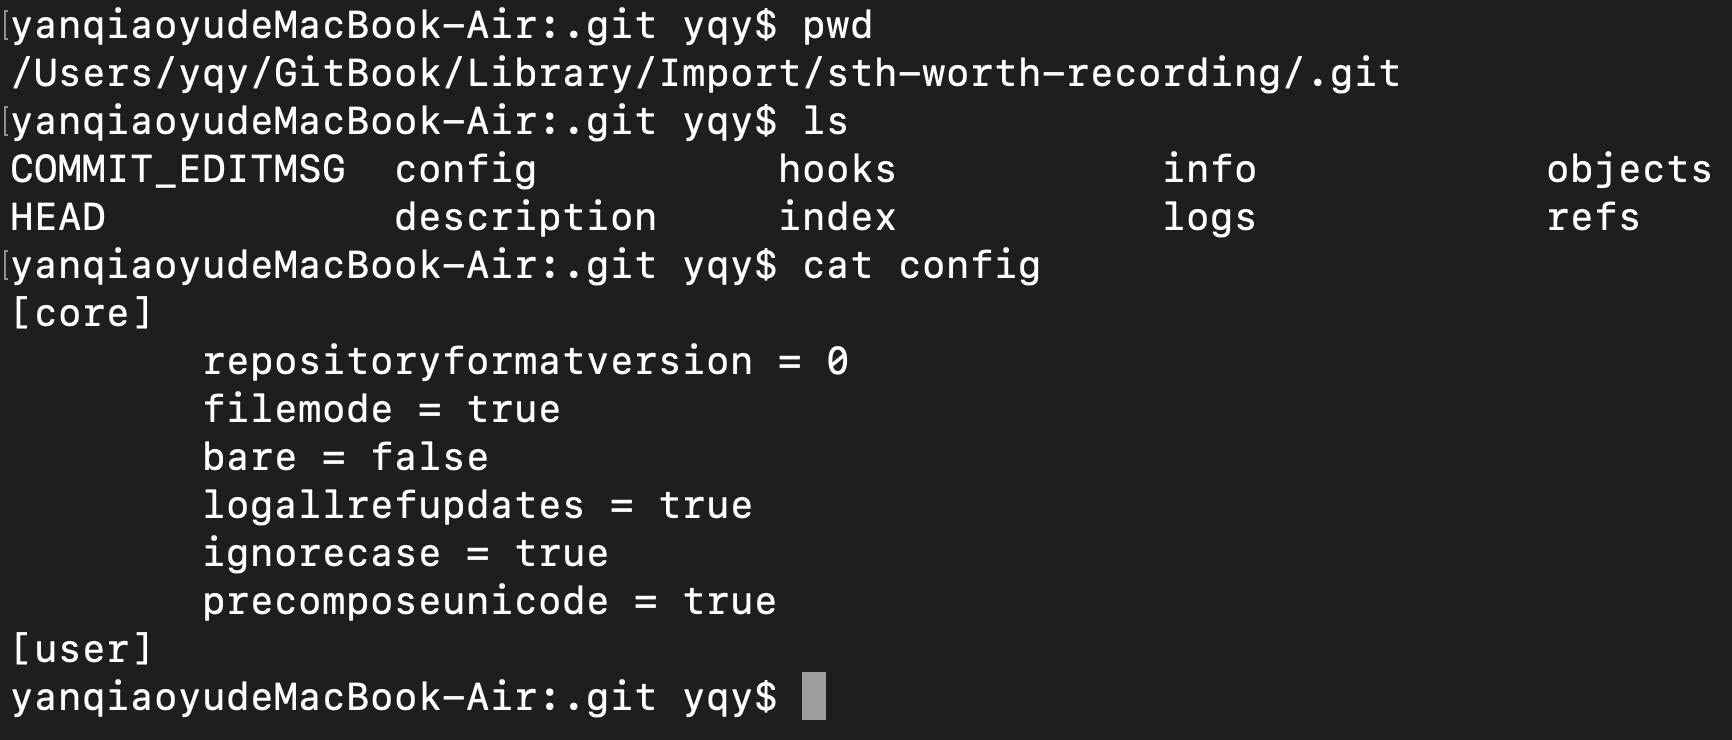 [yanqiaoyudeMacBook-Air:.git yqy$ pwd
/Users/yqy/GitBook/Library/Import/sth-worth-recording/.git
[yanqiaoyudeMacBook-Air:.git yqy$ ls
COMMIT_EDITMSG  config          hooks           info            objects
HEAD            description     index           logs            refs
[yanqiaoyudeMacBook-Air:.git yqy$ cat config
[core]
        repositoryformatversion = 0
        filemode = true
        bare = false
        logallrefupdates = true
        ignorecase = true
        precomposeunicode = true
[user]
yanqiaoyudeMacBook-Air:.git yqy$